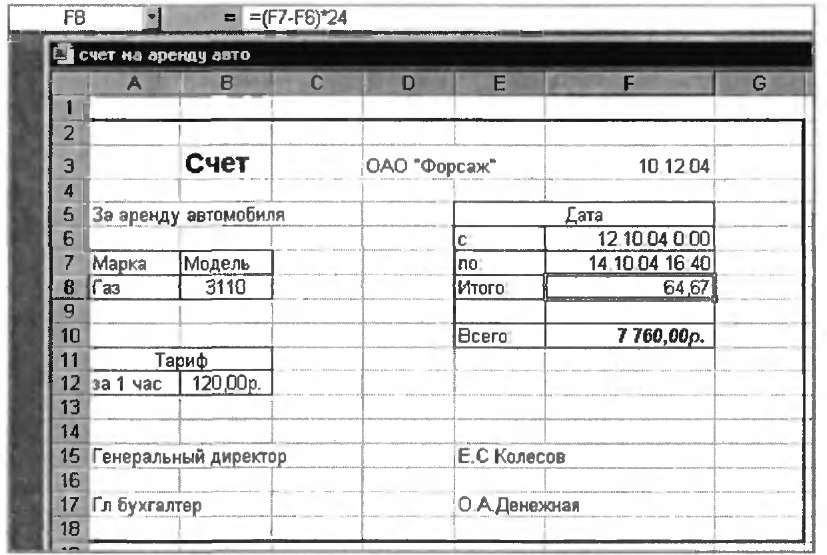 F8 = =(F7-F6)*24
счет на аренду авто
A B C D E F G
1
2
3 Счет ОАО "Форсаж" 10.12.04
4
5 За аренду автомобиля Дата
6 с 12.10.04 0:00
7 Марка Модель по: 14.10.04 16:40
8 Газ 3110 Итого: 64,67
9
10 Всего: 7 760,00р.
11 Тариф
12 за 1 час 120,00р.
13
14
15 Генеральный директор Е.С Колесов
16
17 Гл бухгалтер О.А.Денежная
18